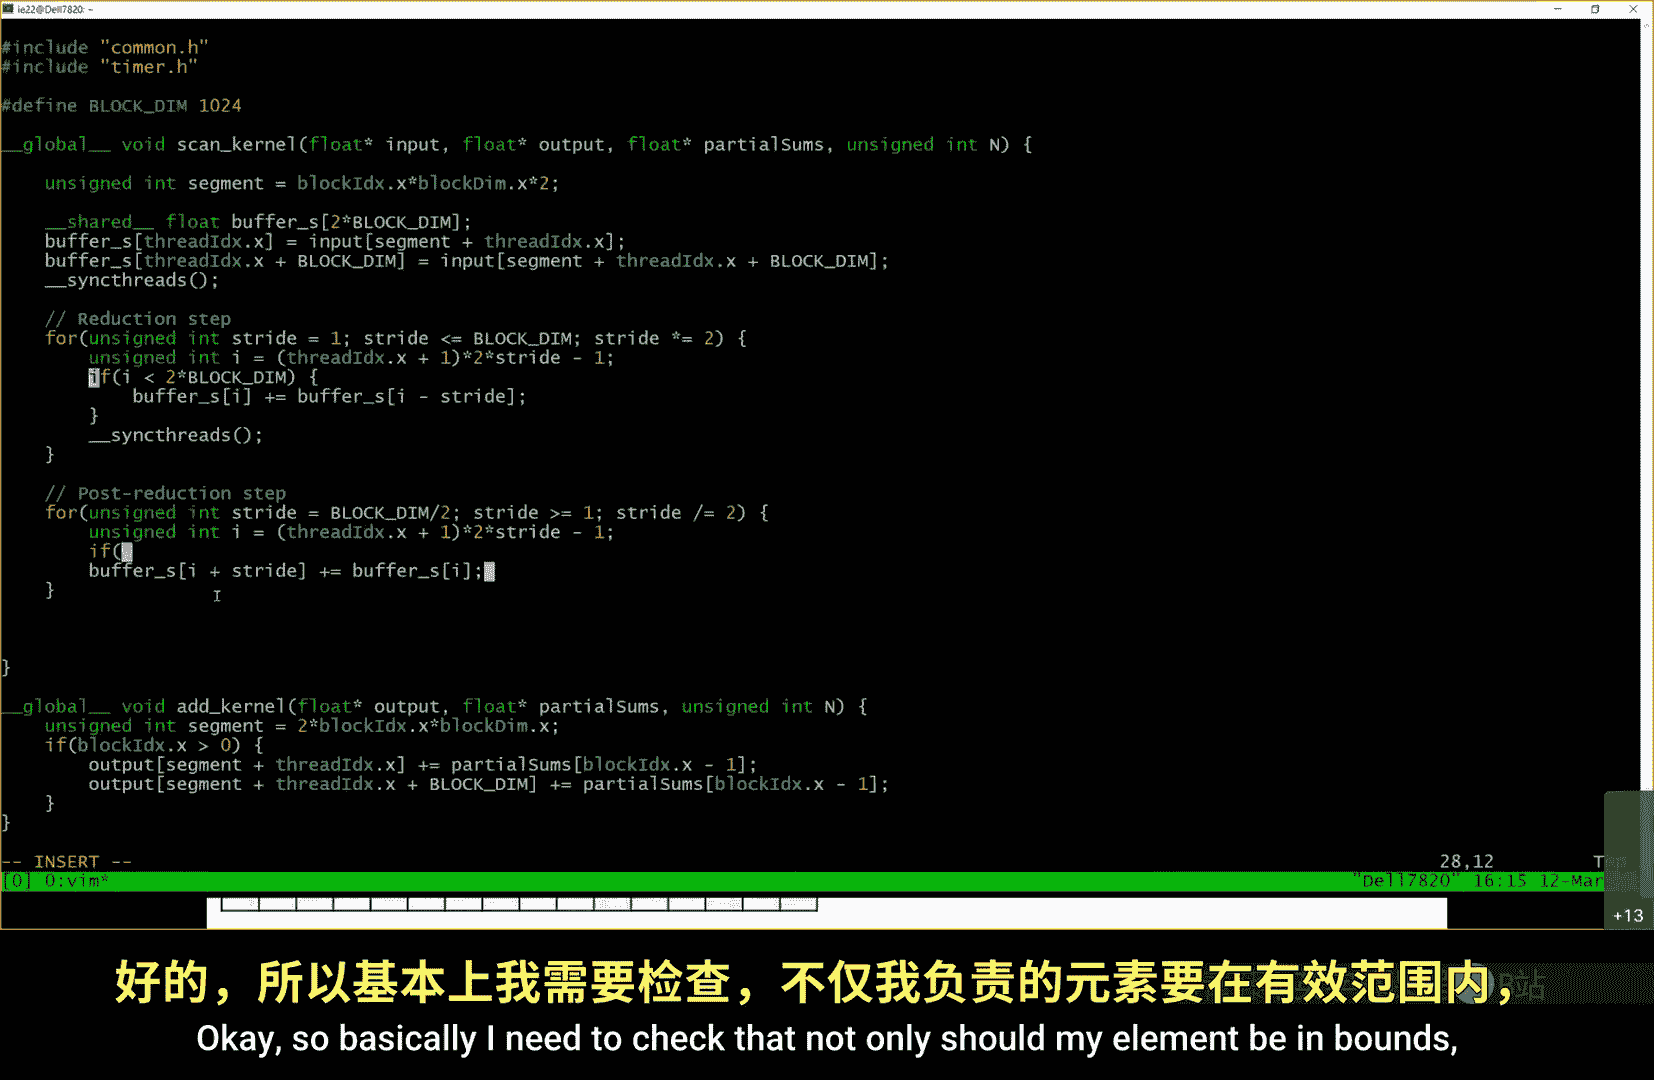 ie22@Dell7820: ~
#include "common.h"
#include "timer.h"
#define BLOCK_DIM 1024
__global__ void scan_kernel(float* input, float* output, float* partialSums, unsigned int N) {
unsigned int segment = blockIdx.x*blockDim.x*2;
__shared__ float buffer_s[2*BLOCK_DIM];
buffer_s[threadIdx.x] = input[segment + threadIdx.x];
buffer_s[threadIdx.x + BLOCK_DIM] = input[segment + threadIdx.x + BLOCK_DIM];
__syncthreads();
// Reduction step
for(unsigned int stride = 1; stride <= BLOCK_DIM; stride *= 2) {
unsigned int i = (threadIdx.x + 1)*2*stride - 1;
if(i < 2*BLOCK_DIM) {
buffer_s[i] += buffer_s[i - stride];
}
__syncthreads();
}
// Post-reduction step
for(unsigned int stride = BLOCK_DIM/2; stride >= 1; stride /= 2) {
unsigned int i = (threadIdx.x + 1)*2*stride - 1;
if(
buffer_s[i + stride] += buffer_s[i];
}
}
__global__ void add_kernel(float* output, float* partialSums, unsigned int N) {
unsigned int segment = 2*blockIdx.x*blockDim.x;
if(blockIdx.x > 0) {
output[segment + threadIdx.x] += partialSums[blockIdx.x - 1];
output[segment + threadIdx.x + BLOCK_DIM] += partialSums[blockIdx.x - 1];
}
}
-- INSERT -- 28,12
[0] 0:vim* "Dell7820" 16:15 12-Mar
+13
好的，所以基本上我需要检查，不仅我负责的元素要在有效范围内，
Okay, so basically I need to check that not only should my element be in bounds,